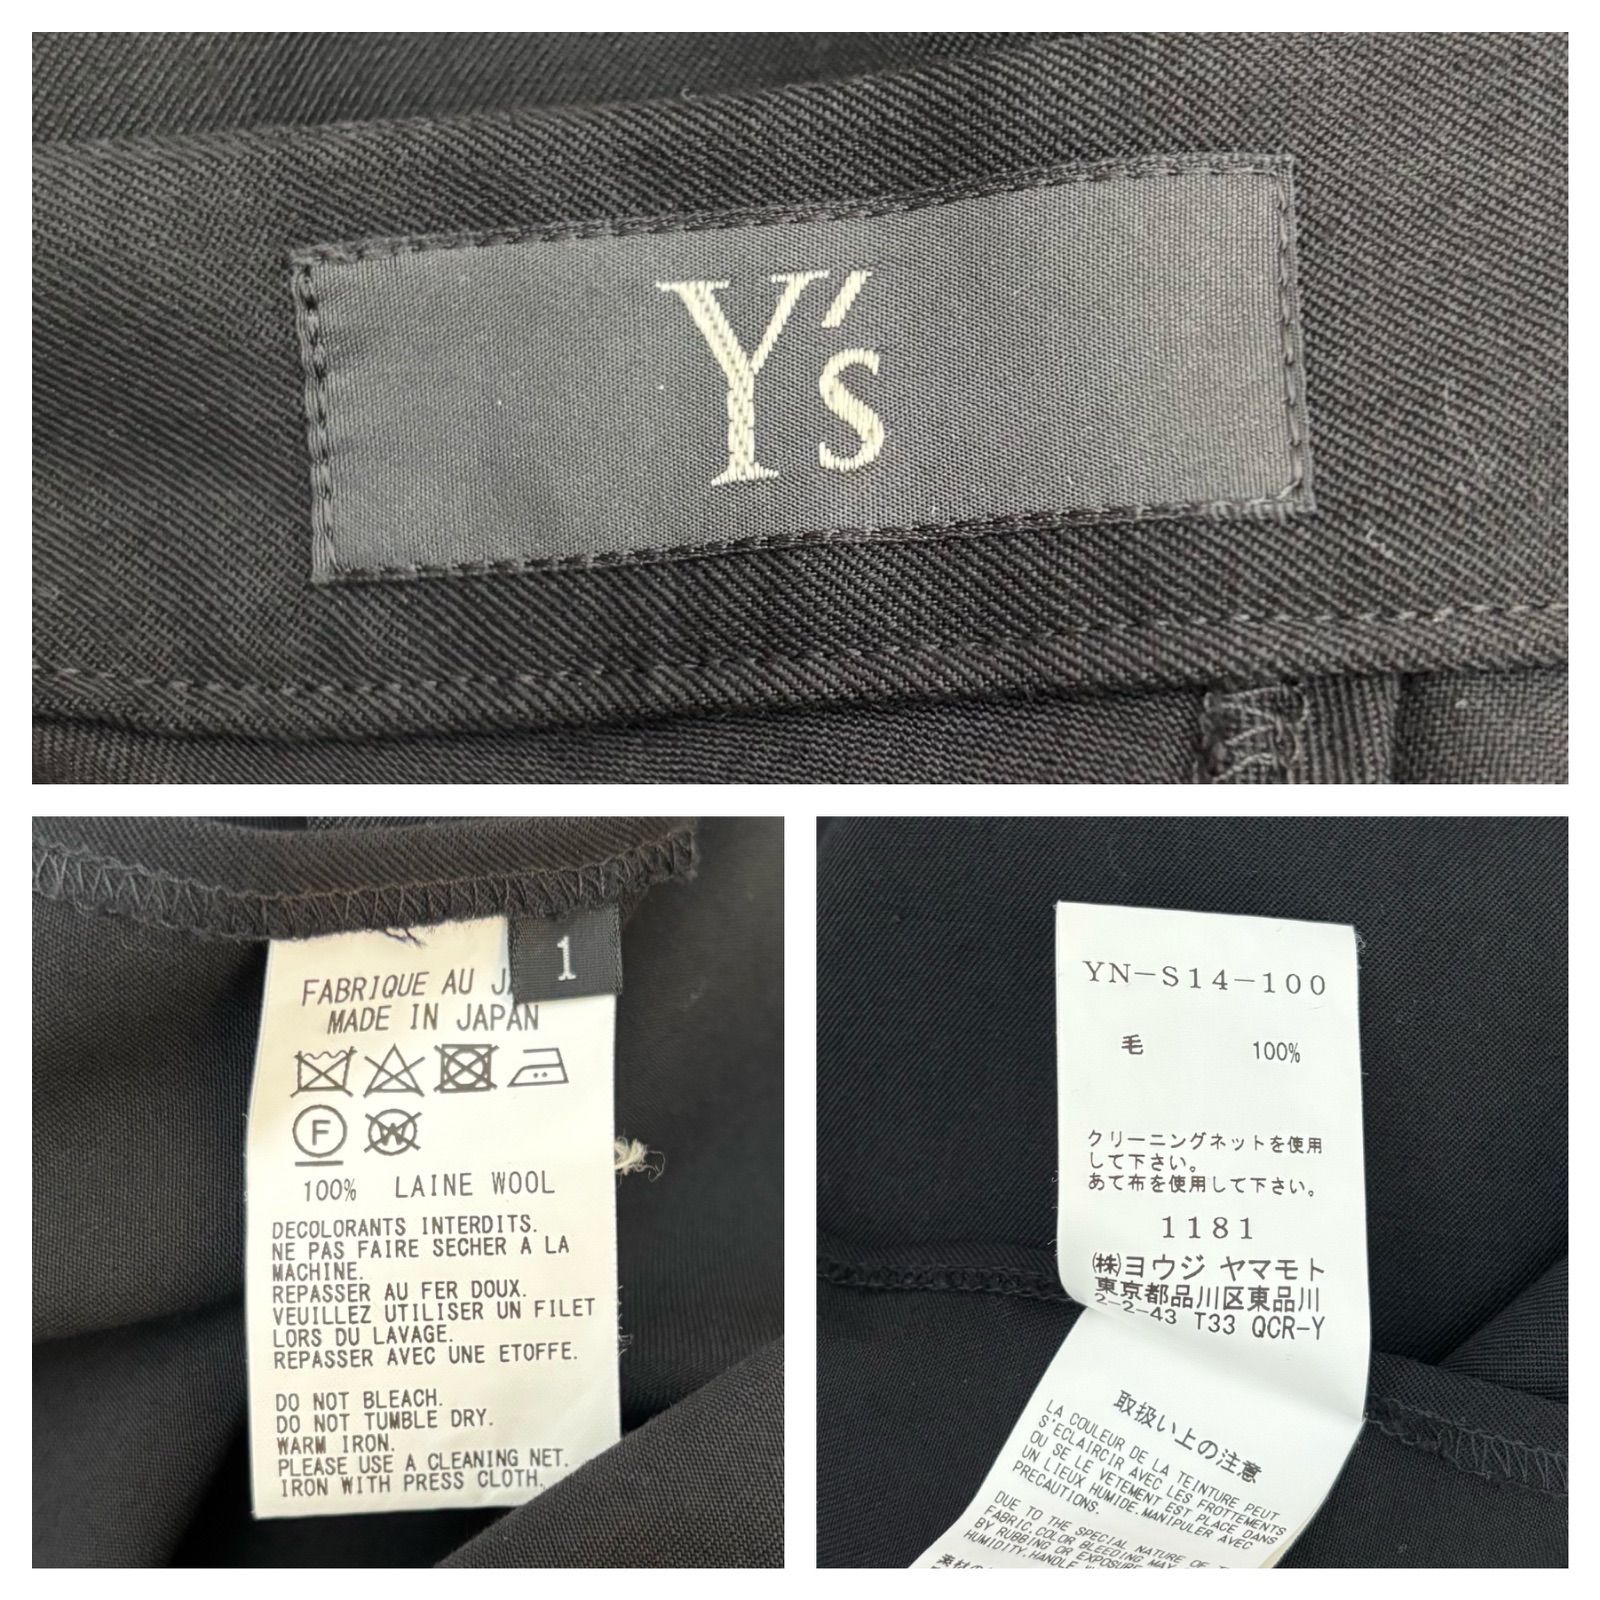 Y's
1
FABRIQUE AU
MADE IN JAPAN
F
W
100% LAINE WOOL
DECOLORANTS INTERDITS.
NE PAS FAIRE SECHER A LA
MACHINE.
REPASSER AU FER DOUX.
VEUILLEZ UTILISER UN FILET
LORS DU LAVAGE.
REPASSER AVEC UNE ETOFFE.
DO NOT BLEACH.
DO NOT TUMBLE DRY.
WARM IRON.
PLEASE USE A CLEANING NET.
IRON WITH PRESS CLOTH.
YN-S14-100
毛 100%
クリーニングネットを使用
して下さい。
あて布を使用して下さい。
1181
㈱ヨウジ ヤマモト
東京都品川区東品川
2-2-43 T33 QCR-Y
取扱い上の注意
LA COULEUR DE LA TEINTURE PEUT
S'ECLAIRCIR AVEC LES FROTTEMENTS
OU SE LE VETEMENT EST PLACE DANS
UN LIEUX HUMIDE.MANIPULER AVEC
PRECAUTIONS.
DUE TO THE SPECIAL NATURE OF
FABRIC.COLOR BLEEDING MAY
BY RUBBING OR EXPOSURE
HUMIDITY.HANDLE